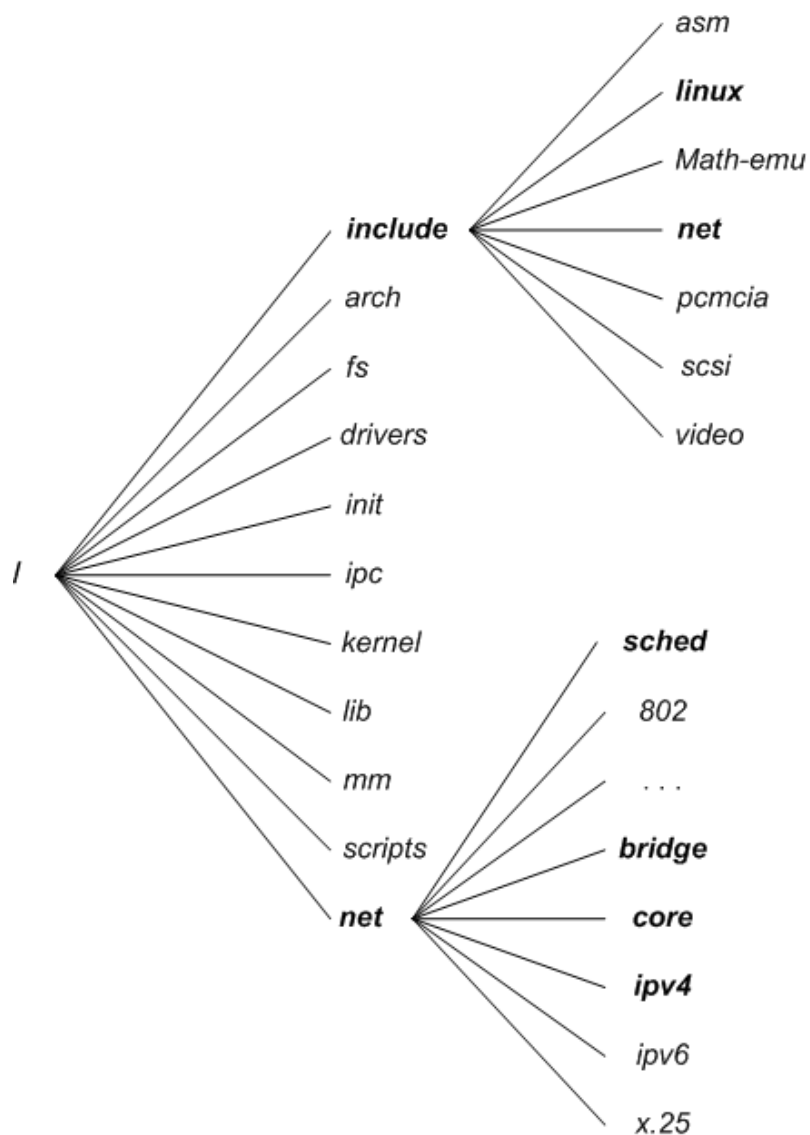 asm
linux
Math-emu
include
net
arch
pcmcia
fs
scsi
drivers
video
init
/
ipc
kernel
sched
lib
802
mm
. . .
scripts
bridge
net
core
ipv4
ipv6
x.25